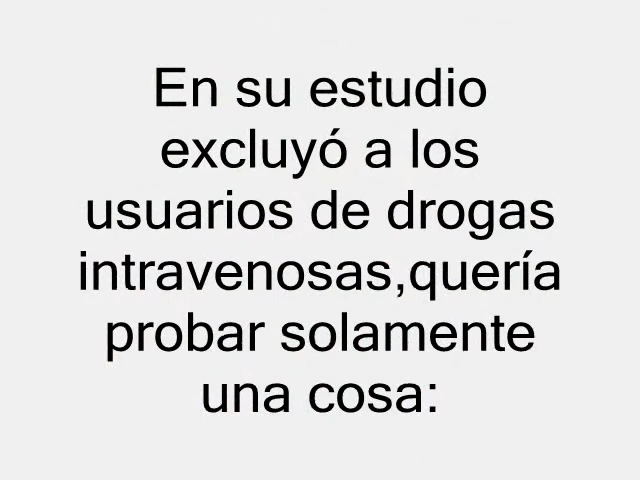 En su estudio
excluyó a los
usuarios de drogas
intravenosas,quería
probar solamente
una cosa: